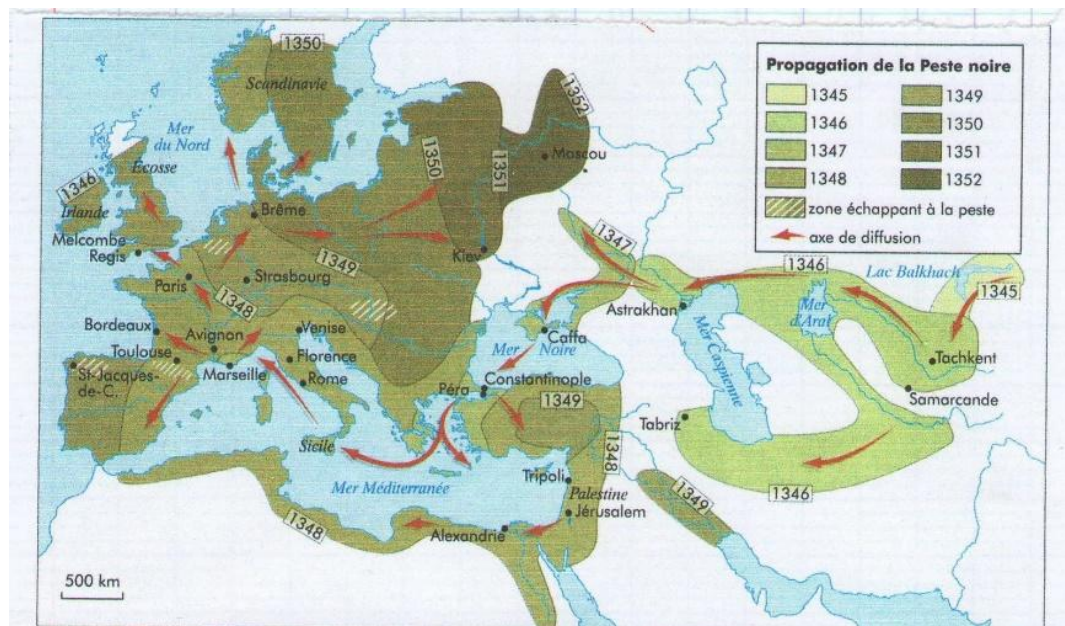 Propagation de la Peste noire
1345
1346
1347
1348
1349
1350
1351
1352
zone échappant à la peste
axe de diffusion
1350
Scandinavie
Mer
du Nord
Écosse
1346
Irlande
Melcombe
Regis
Brême
1350
1351
1352
Moscou
Kiev
Paris
Strasbourg
1349
1348
Bordeaux
Avignon
Venise
Toulouse
Marseille
Florence
Rome
St-Jacques-
de-C.
1347
1346
Lac Balkhach
1345
Astrakhan
Mer
d'Aral
Mer Caspienne
Caffa
Mer Noire
Tachkent
Samarcande
Constantinople
Péra
1349
Tabriz
1348
Sicile
Mer Méditerranée
Tripoli
Palestine
Jérusalem
1349
1346
1348
Alexandrie
500 km